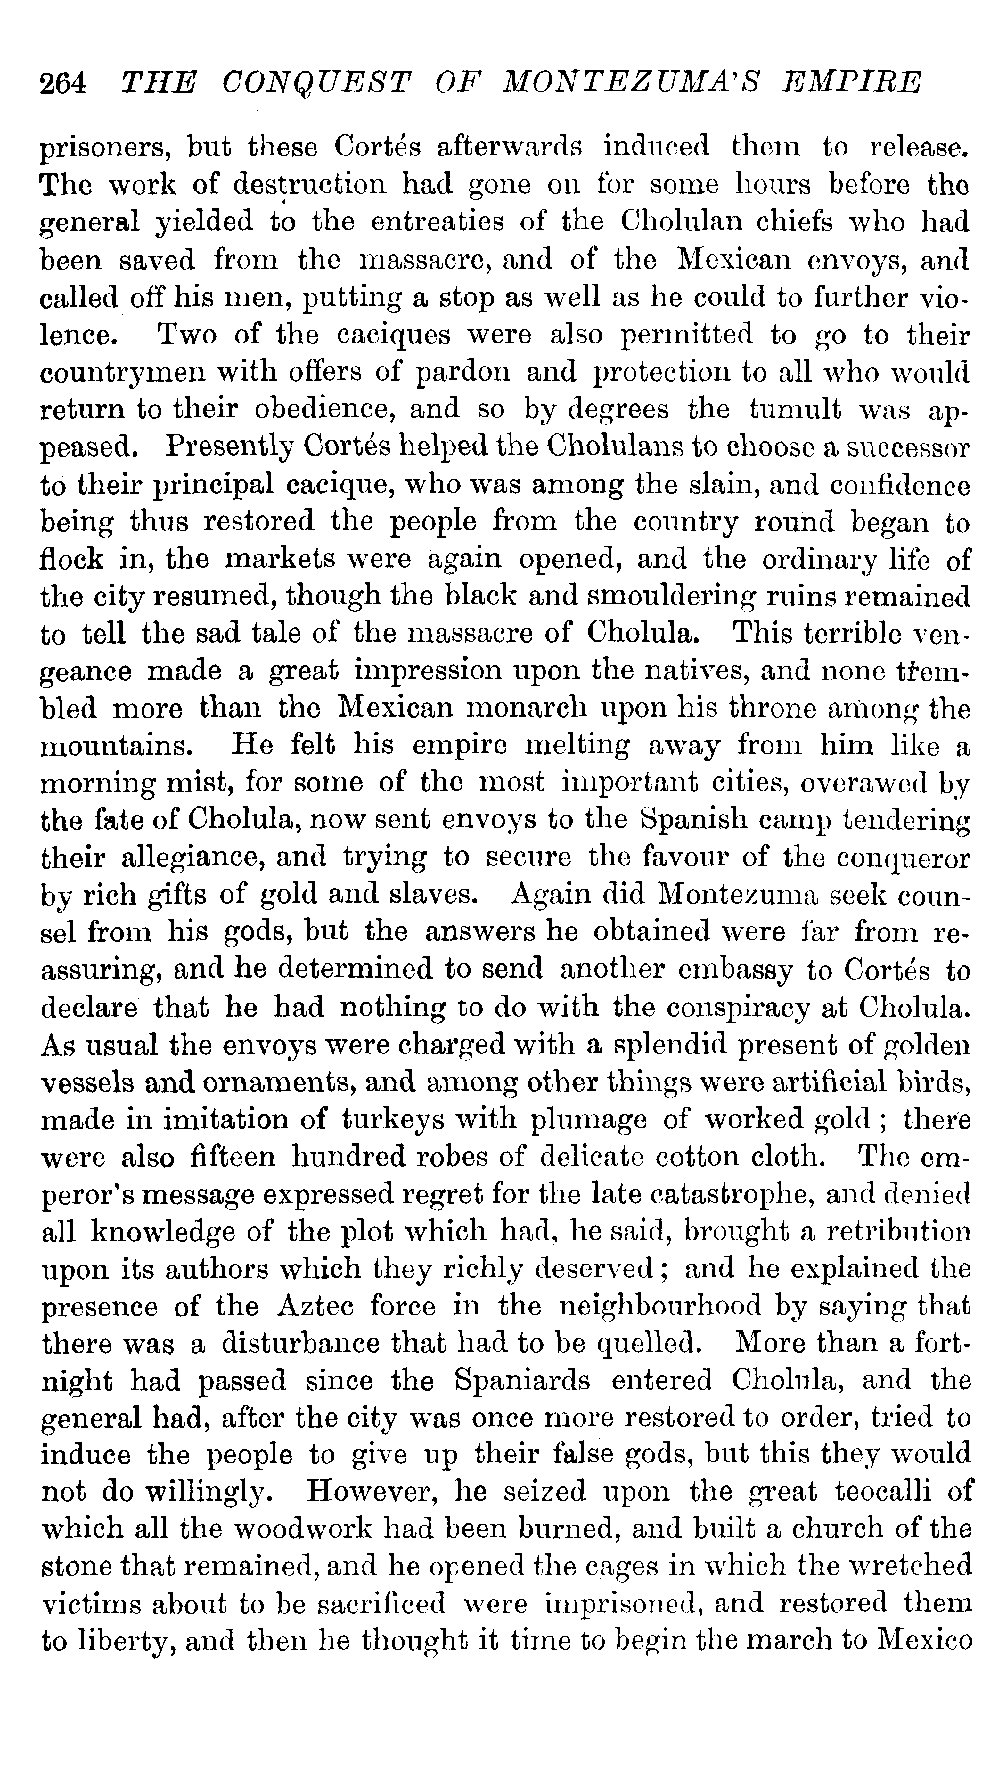 264 THE CONQUEST OF MONTEZUMA'S EMPIRE
prisoners, but these Cortés afterwards induced them to release.
The work of destruction had gone on for some hours before the
general yielded to the entreaties of the Cholulan chiefs who had
been saved from the massacre, and of the Mexican envoys, and
called off his men, putting a stop as well as he could to further vio-
lence. Two of the caciques were also permitted to go to their
countrymen with offers of pardon and protection to all who would
return to their obedience, and so by degrees the tumult was ap-
peased. Presently Cortés helped the Cholulans to choose a successor
to their principal cacique, who was among the slain, and confidence
being thus restored the people from the country round began to
flock in, the markets were again opened, and the ordinary life of
the city resumed, though the black and smouldering ruins remained
to tell the sad tale of the massacre of Cholula. This terrible ven-
geance made a great impression upon the natives, and none trem-
bled more than the Mexican monarch upon his throne among the
mountains. He felt his empire melting away from him like a
morning mist, for some of the most important cities, overawed by
the fate of Cholula, now sent envoys to the Spanish camp tendering
their allegiance, and trying to secure the favour of the conqueror
by rich gifts of gold and slaves. Again did Montezuma seek coun-
sel from his gods, but the answers he obtained were far from re-
assuring, and he determined to send another embassy to Cortés to
declare that he had nothing to do with the conspiracy at Cholula.
As usual the envoys were charged with a splendid present of golden
vessels and ornaments, and among other things were artificial birds,
made in imitation of turkeys with plumage of worked gold ; there
were also fifteen hundred robes of delicate cotton cloth. The em-
peror's message expressed regret for the late catastrophe, and denied
all knowledge of the plot which had, he said, brought a retribution
upon its authors which they richly deserved ; and he explained the
presence of the Aztec force in the neighbourhood by saying that
there was a disturbance that had to be quelled. More than a fort-
night had passed since the Spaniards entered Cholula, and the
general had, after the city was once more restored to order, tried to
induce the people to give up their false gods, but this they would
not do willingly. However, he seized upon the great teocalli of
which all the woodwork had been burned, and built a church of the
stone that remained, and he opened the cages in which the wretched
victims about to be sacrificed were imprisoned, and restored them
to liberty, and then he thought it time to begin the march to Mexico